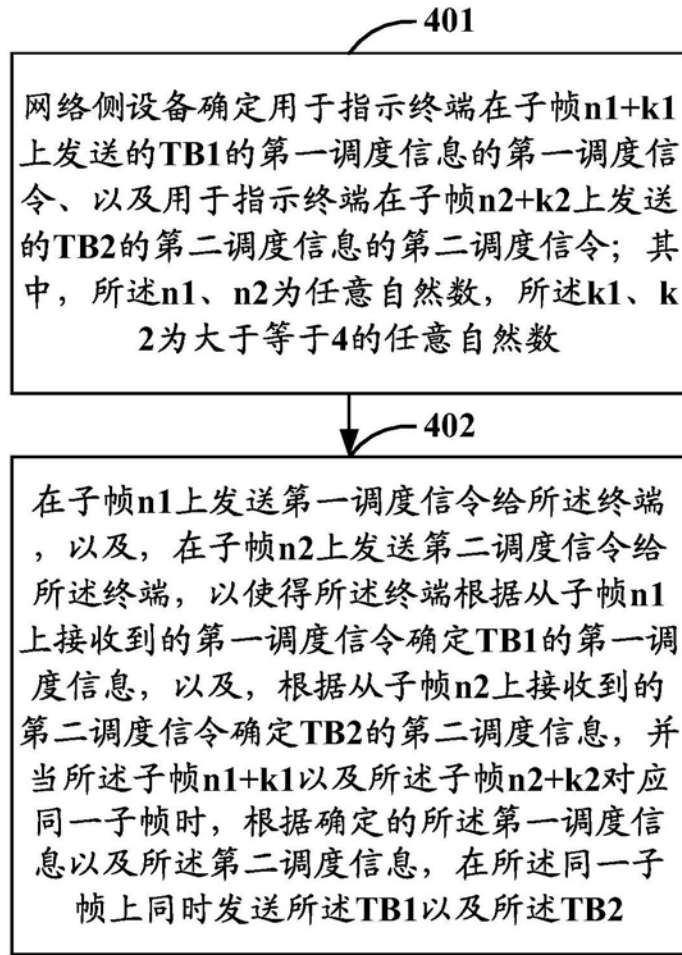 401
网络侧设备确定用于指示终端在子帧n1+k1
上发送的TB1的第一调度信息的第一调度信
令、以及用于指示终端在子帧n2+k2上发送
的TB2的第二调度信息的第二调度信令；其
中，所述n1、n2为任意自然数，所述k1、k
2为大于等于4的任意自然数
402
在子帧n1上发送第一调度信令给所述终端
，以及，在子帧n2上发送第二调度信令给
所述终端，以使得所述终端根据从子帧n1
上接收到的第一调度信令确定TB1的第一调
度信息，以及，根据从子帧n2上接收到的
第二调度信令确定TB2的第二调度信息，并
当所述子帧n1+k1以及所述子帧n2+k2对应
同一子帧时，根据确定的所述第一调度信
息以及所述第二调度信息，在所述同一子
帧上同时发送所述TB1以及所述TB2